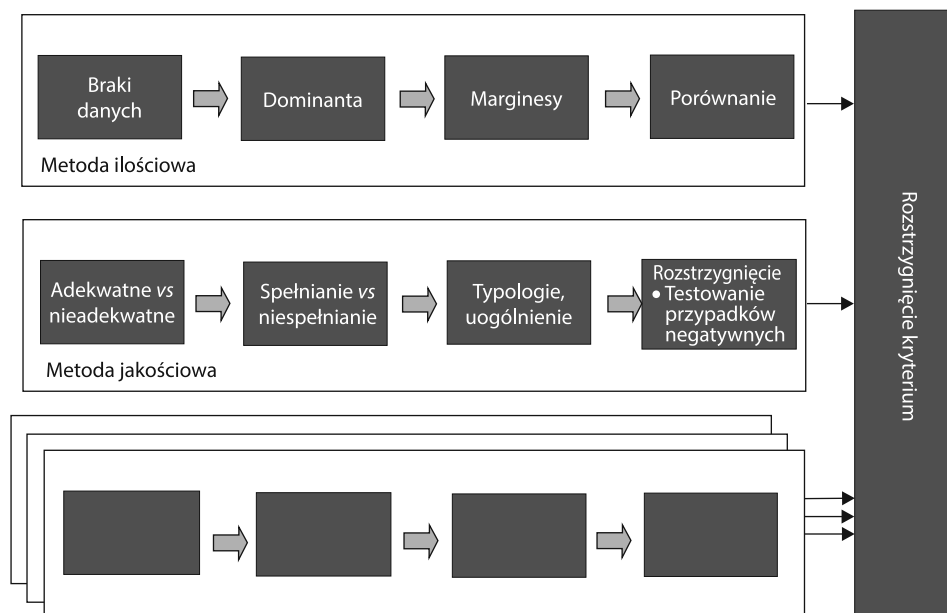 Braki
danych
Dominanta
Marginesy
Porównanie
Metoda ilościowa
Adekwatne vs
nieadekwatne
Spełnianie vs
niespełnianie
Typologie,
uogólnienie
Rozstrzygnięcie
• Testowanie
przypadków
negatywnych
Metoda jakościowa
Rozstrzygnięcie kryterium